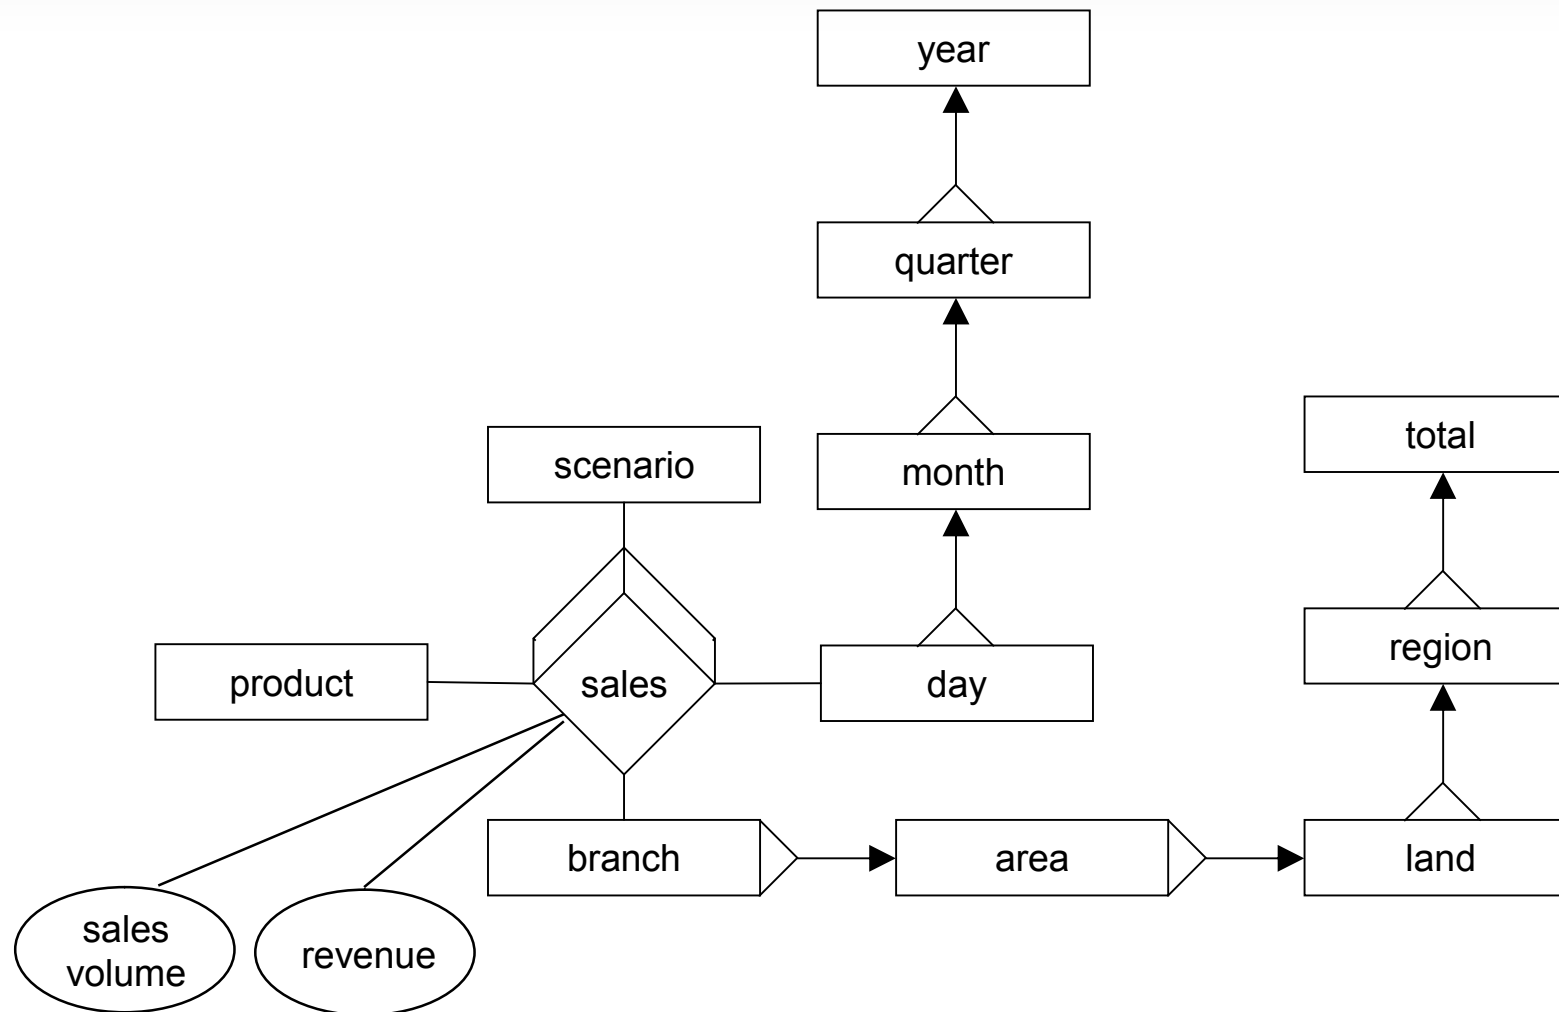 year
quarter
total
scenario
month
region
product
sales
day
branch
area
land
sales
volume
revenue